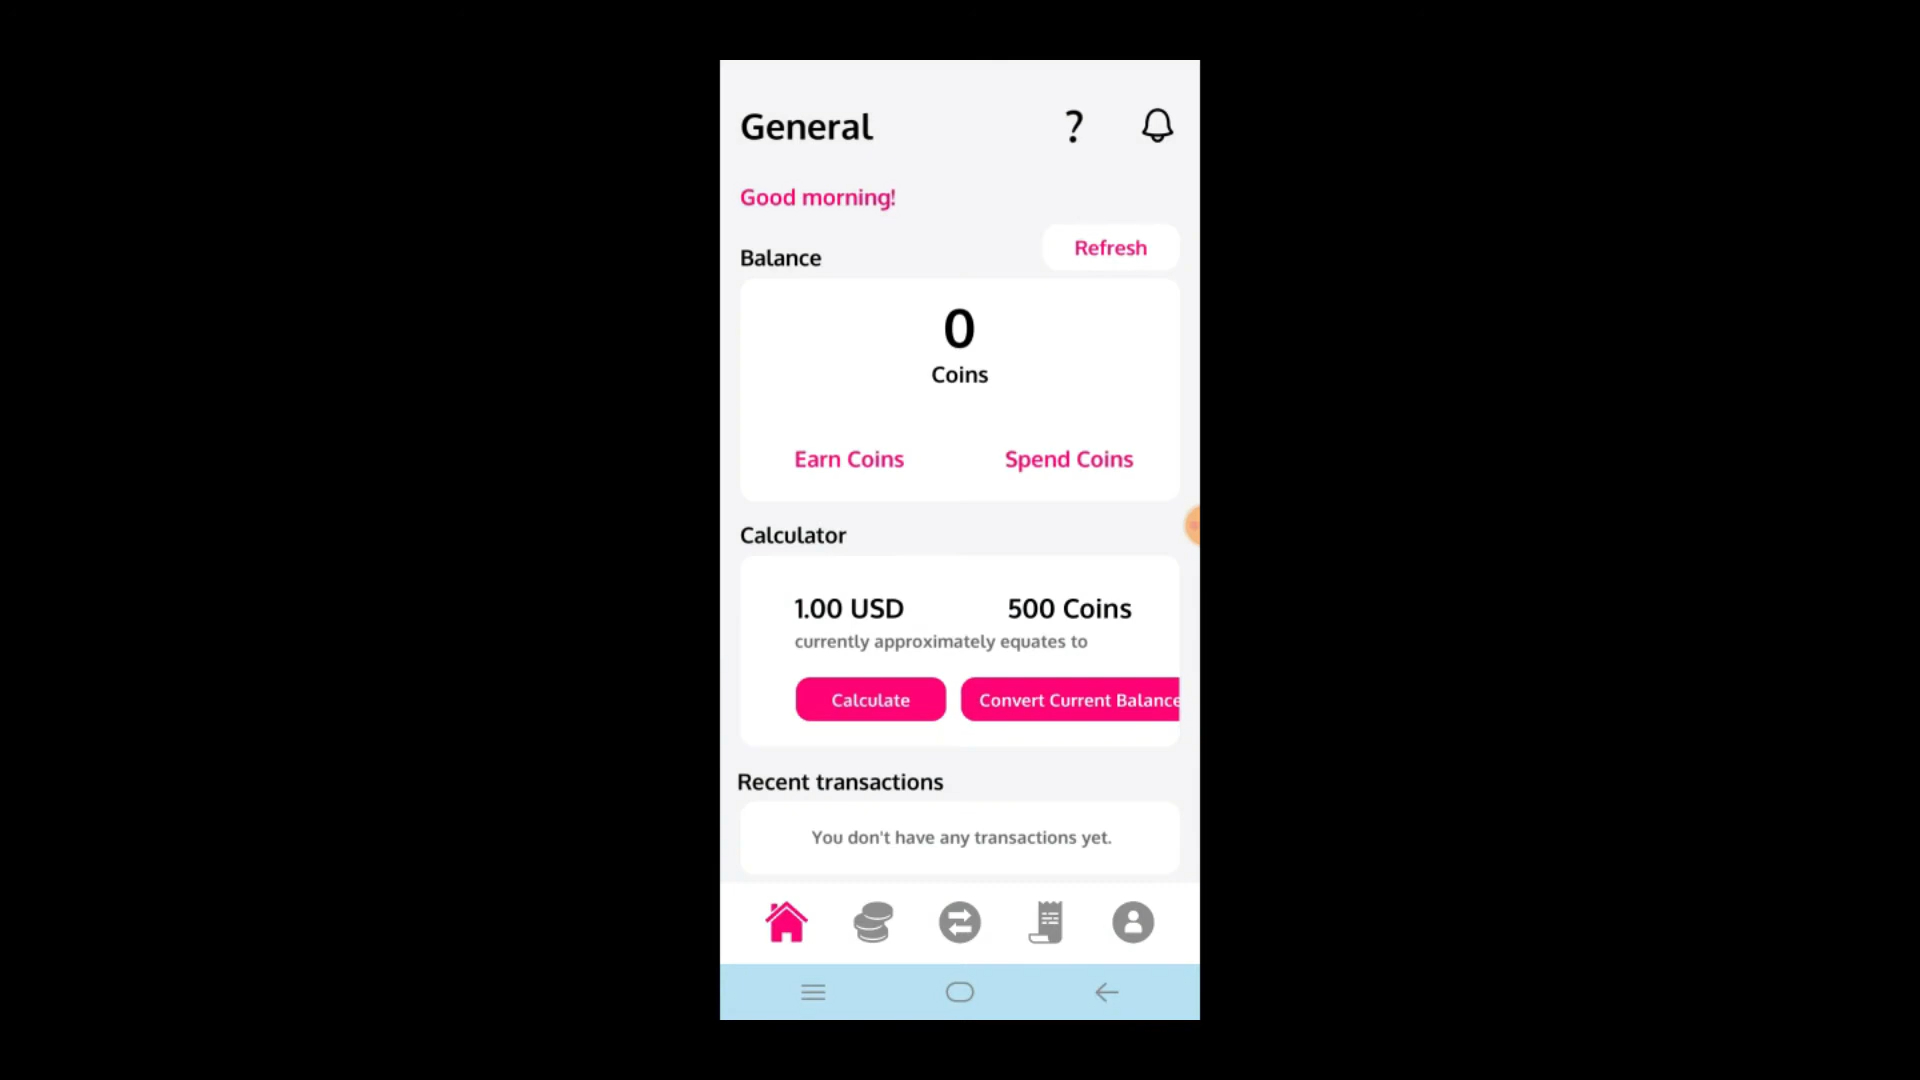 General
?
Good morning!
Refresh
Balance
0
Coins
Earn Coins
Spend Coins
Calculator
1.00 USD
500 Coins
currently approximately equates to
Calculate
Convert Current Balance
Recent transactions
You don't have any transactions yet.